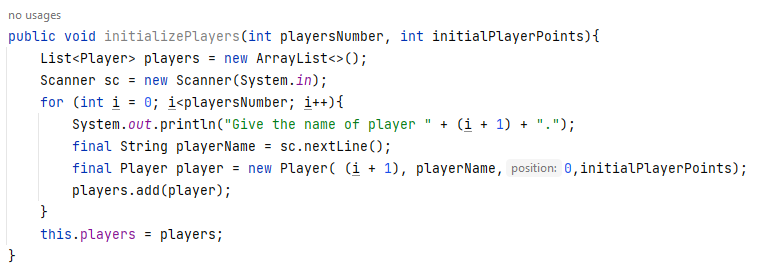 no usages
public void initializePlayers(int playersNumber, int initialPlayerPoints){
List<Player> players = new ArrayList<>();
Scanner sc = new Scanner(System.in);
for (int i = 0; i<playersNumber; i++){
System.out.println("Give the name of player " + (i + 1) + ".");
final String playerName = sc.nextLine();
final Player player = new Player( (i + 1), playerName, position: 0,initialPlayerPoints);
players.add(player);
}
this.players = players;
}